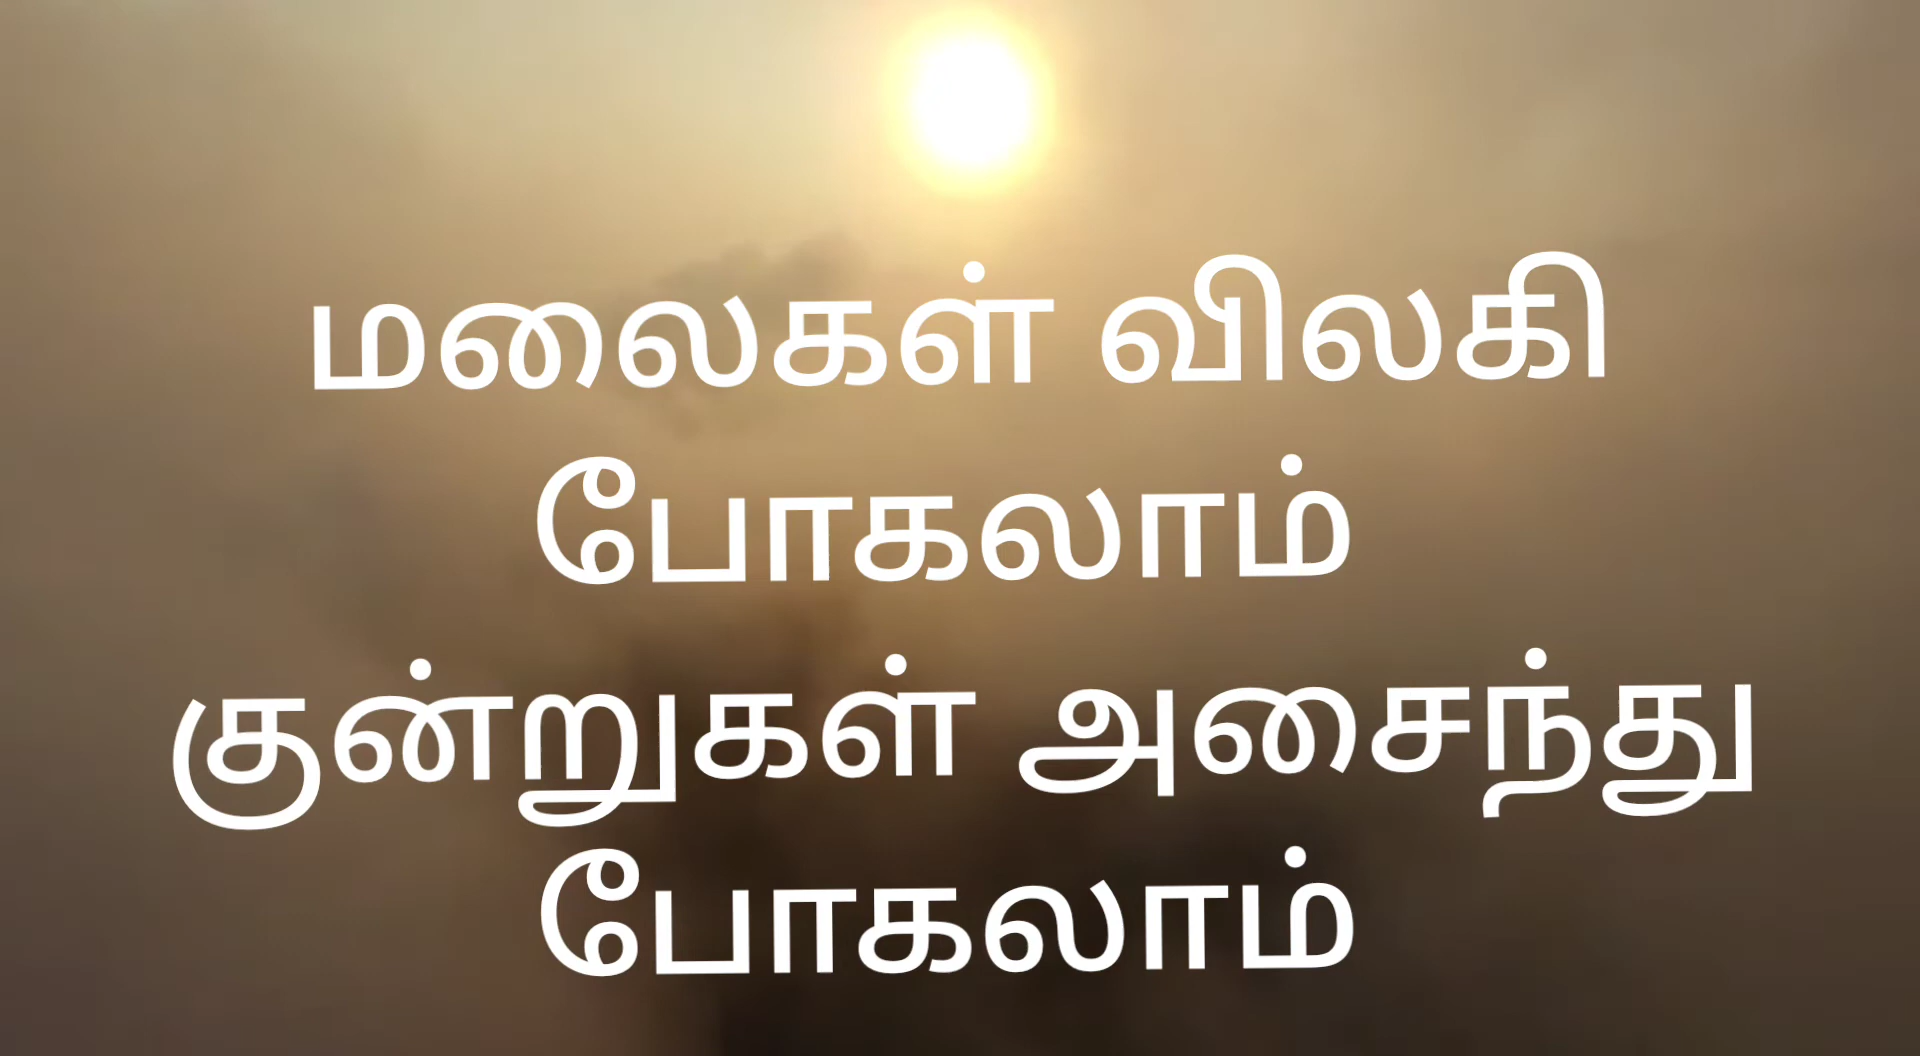 மலைகள் விலகி
போகலாம்
குன்றுகள் அசைந்து
போகலாம்